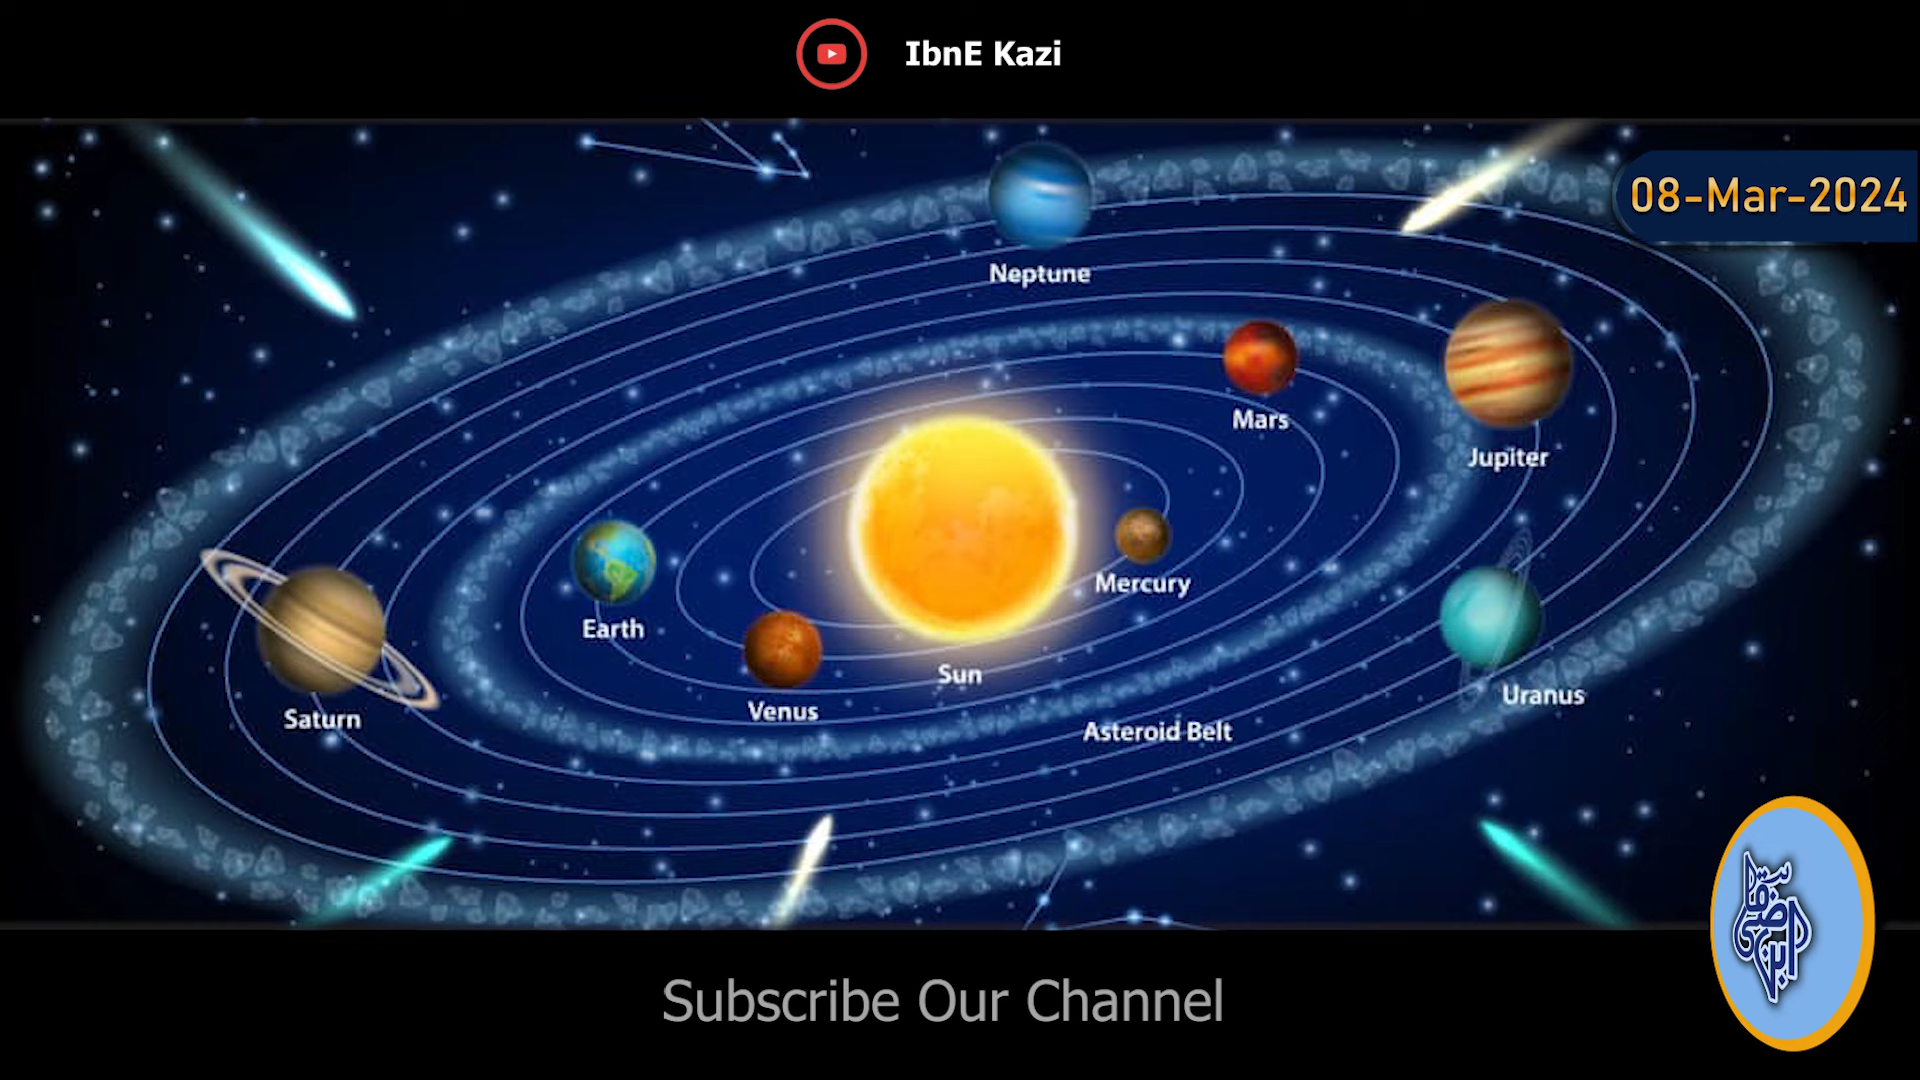 IbnE Kazi
08-Mar-2024
Neptune
Mars
Jupiter
Mercury
Earth
Sun
Venus
Saturn
Uranus
Asteroid Belt
Subscribe Our Channel